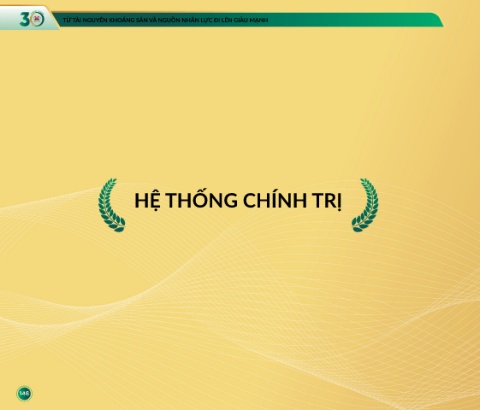 30 TỪ TÀI NGUYÊN KHOÁNG SẢN VÀ NGUỒN NHÂN LỰC ĐI LÊN GIÀU MẠNH
HỆ THỐNG CHÍNH TRỊ
146